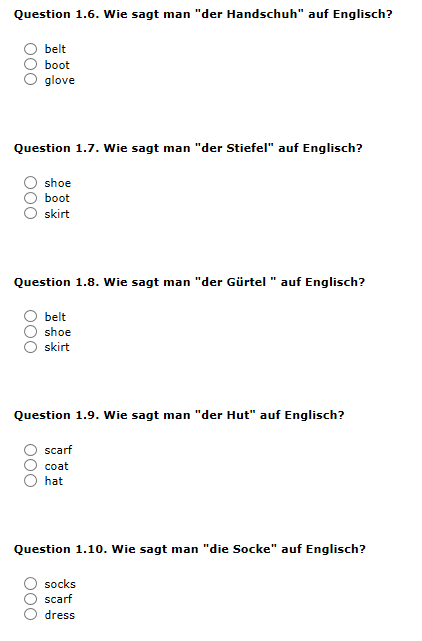 Question 1.6. Wie sagt man "der Handschuh" auf Englisch?
belt
boot
glove
Question 1.7. Wie sagt man "der Stiefel" auf Englisch?
shoe
boot
skirt
Question 1.8. Wie sagt man "der Gürtel " auf Englisch?
belt
shoe
skirt
Question 1.9. Wie sagt man "der Hut" auf Englisch?
scarf
coat
hat
Question 1.10. Wie sagt man "die Socke" auf Englisch?
socks
scarf
dress